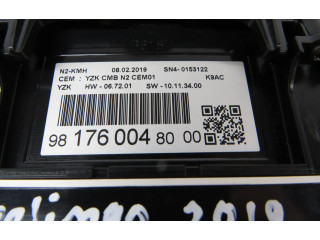 N2-KMH 08.02.2019 SN4- 0153122
CEM : YZK CMB N2 CEM01 K9AC
YZK HW - 06.72.01 SW - 10.11.34.00
98 176 004 80 00
2019